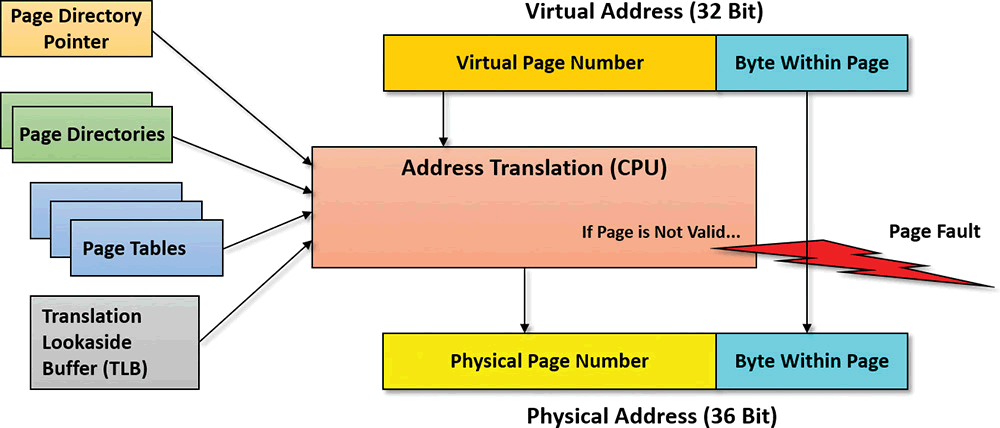 Page Directory
Pointer
Page Directories
Page Tables
Translation
Lookaside
Buffer (TLB)
Virtual Address (32 Bit)
Virtual Page Number
Byte Within Page
Address Translation (CPU)
If Page is Not Valid...
Page Fault
Physical Page Number
Byte Within Page
Physical Address (36 Bit)